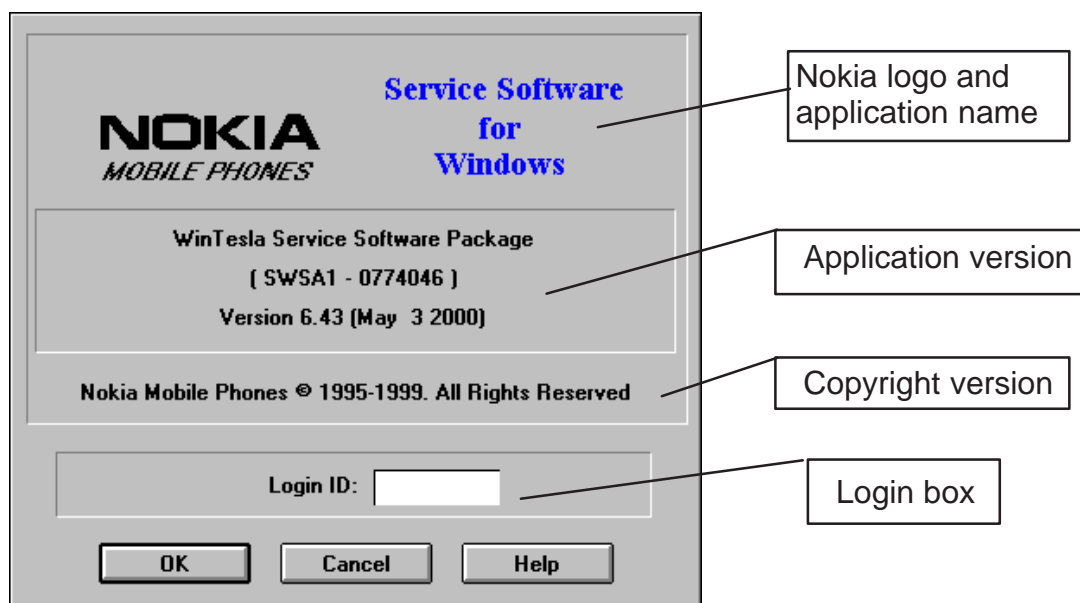 NOKIA
MOBILE PHONES
Service Software
for
Windows
WinTesla Service Software Package
( SWSA1 - 0774046 )
Version 6.43 (May  3 2000)
Nokia Mobile Phones © 1995-1999. All Rights Reserved
Login ID:
OK
Cancel
Help
Nokia logo and
application name
Application version
Copyright version
Login box